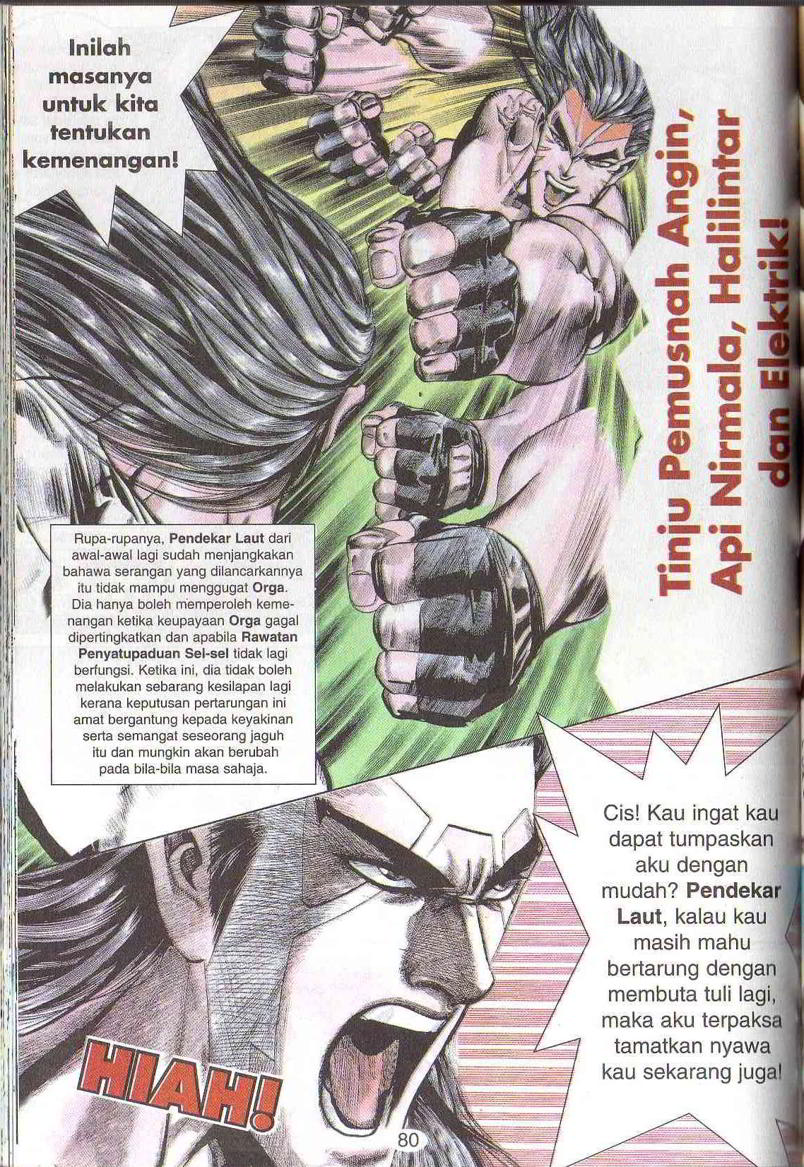 Inilah
masanya
untuk kita
tentukan
kemenangan!
Tinju Pemusnah Angin,
Api Nirmala, Halilintar
dan Elektrik!
Rupa-rupanya, Pendekar Laut dari
awal-awal lagi sudah menjangkakan
bahawa serangan yang dilancarkannya
itu tidak mampu menggugat Orga.
Dia hanya boleh memperoleh keme-
nangan ketika keupayaan Orga gagal
dipertingkatkan dan apabila Rawatan
Penyatupaduan Sel-sel tidak lagi
berfungsi. Ketika ini, dia tidak boleh
melakukan sebarang kesilapan lagi
kerana keputusan pertarungan ini
amat bergantung kepada keyakinan
serta semangat seseorang jaguh
itu dan mungkin akan berubah
pada bila-bila masa sahaja.
Cis! Kau ingat kau
dapat tumpaskan
aku dengan
mudah? Pendekar
Laut, kalau kau
masih mahu
bertarung dengan
membuta tuli lagi,
maka aku terpaksa
tamatkan nyawa
kau sekarang juga!
HIAH!
80